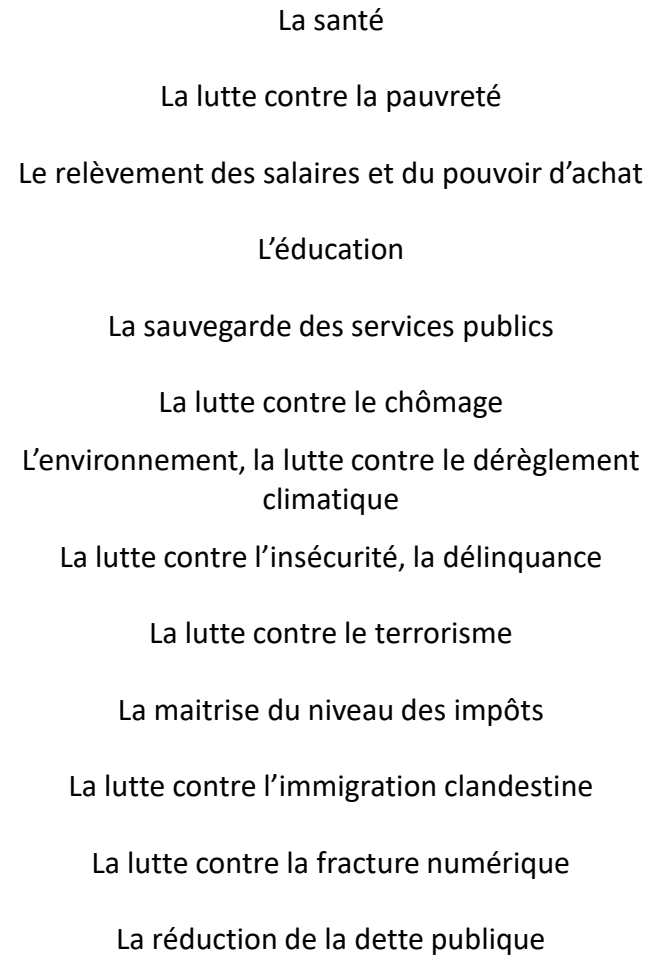 La santé
La lutte contre la pauvreté
Le relèvement des salaires et du pouvoir d’achat
L’éducation
La sauvegarde des services publics
La lutte contre le chômage
L’environnement, la lutte contre le dérèglement
climatique
La lutte contre l’insécurité, la délinquance
La lutte contre le terrorisme
La maitrise du niveau des impôts
La lutte contre l’immigration clandestine
La lutte contre la fracture numérique
La réduction de la dette publique